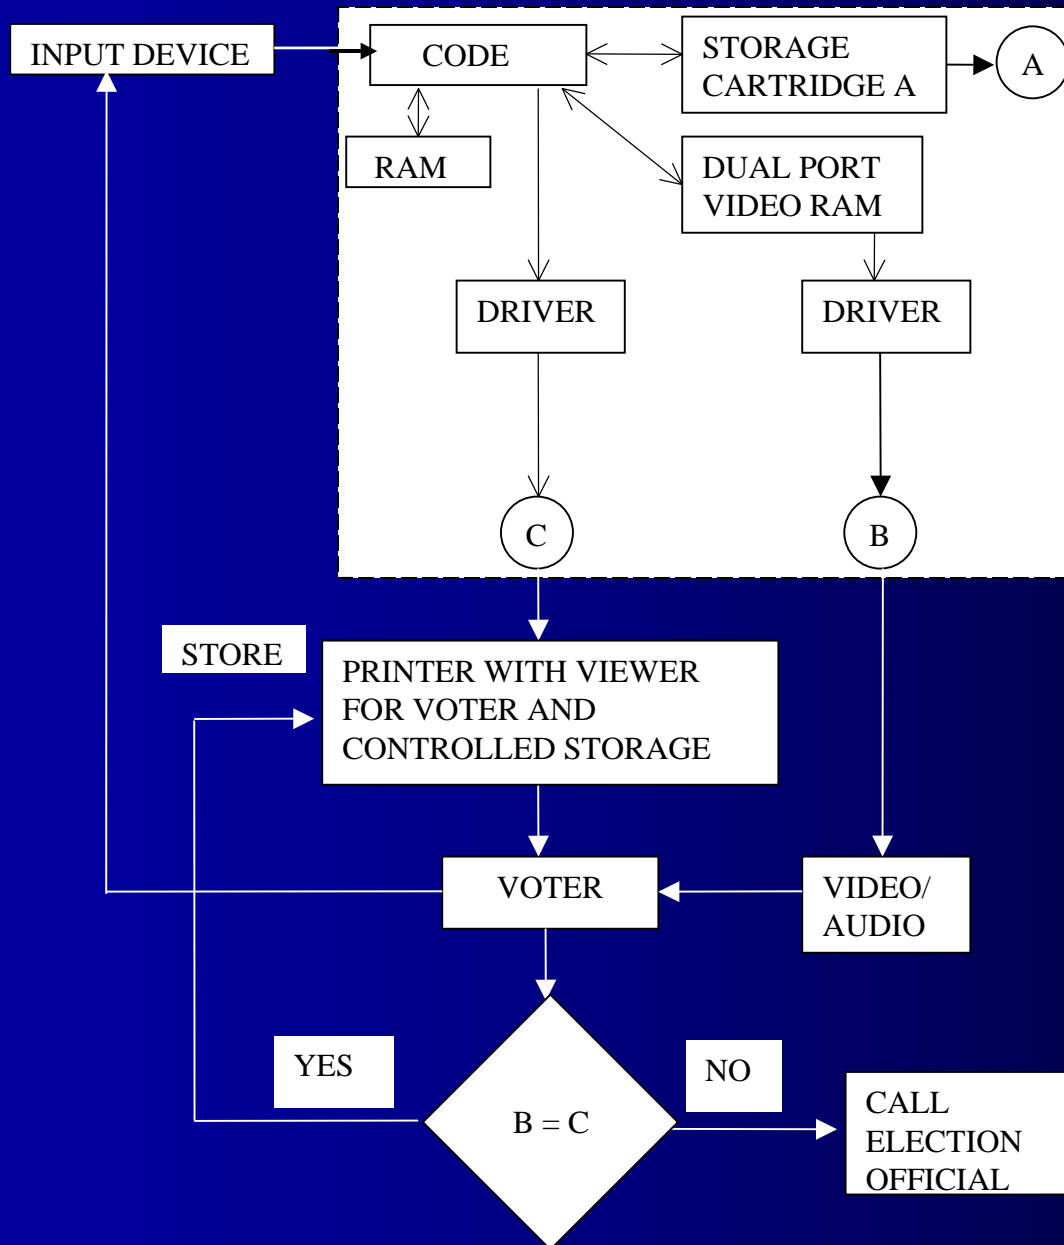 INPUT DEVICE
CODE
STORAGE
CARTRIDGE A
A
RAM
DUAL PORT
VIDEO RAM
DRIVER
DRIVER
C
B
STORE
PRINTER WITH VIEWER
FOR VOTER AND
CONTROLLED STORAGE
VOTER
VIDEO/
AUDIO
YES
NO
B = C
CALL
ELECTION
OFFICIAL